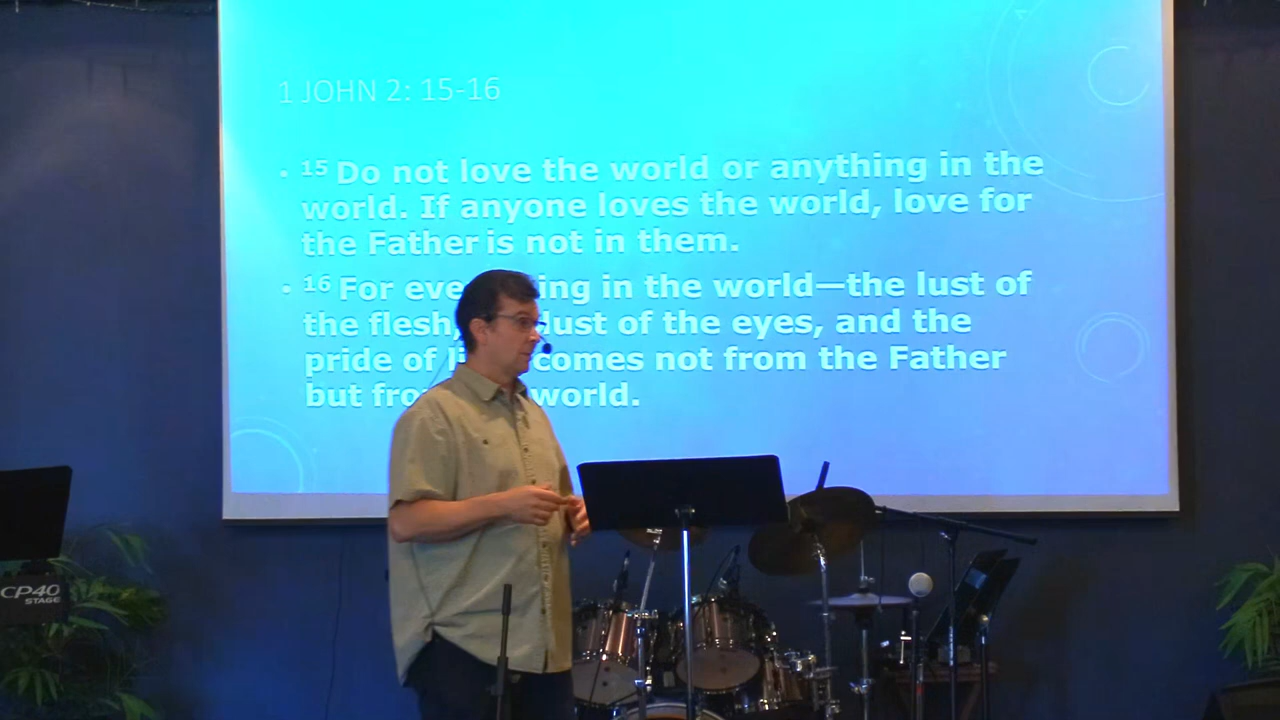 1 JOHN 2: 15-16
• 15 Do not love the world or anything in the
world. If anyone loves the world, love for
the Father is not in them.
• 16 For eve ing in the world—the lust of
the flesh, lust of the eyes, and the
pride of comes not from the Father
but world.
CP40
STAGE